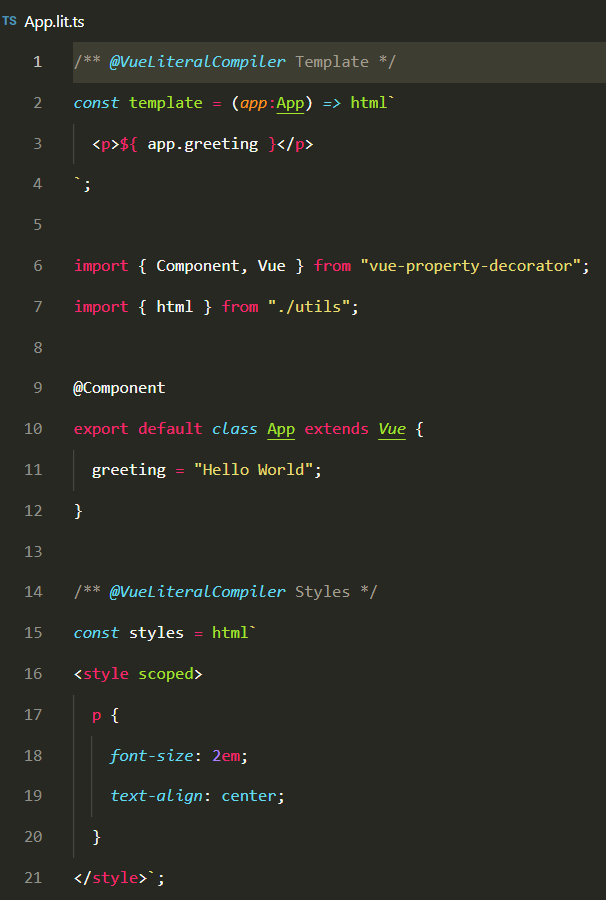 TS App.lit.ts
1 /** @VueLiteralCompiler Template */
2 const template = (app:App) => html`
3   <p>${ app.greeting }</p>
4 `;
5
6 import { Component, Vue } from "vue-property-decorator";
7 import { html } from "./utils";
8
9 @Component
10 export default class App extends Vue {
11   greeting = "Hello World";
12 }
13
14 /** @VueLiteralCompiler Styles */
15 const styles = html`
16 <style scoped>
17   p {
18     font-size: 2em;
19     text-align: center;
20   }
21 </style>`;